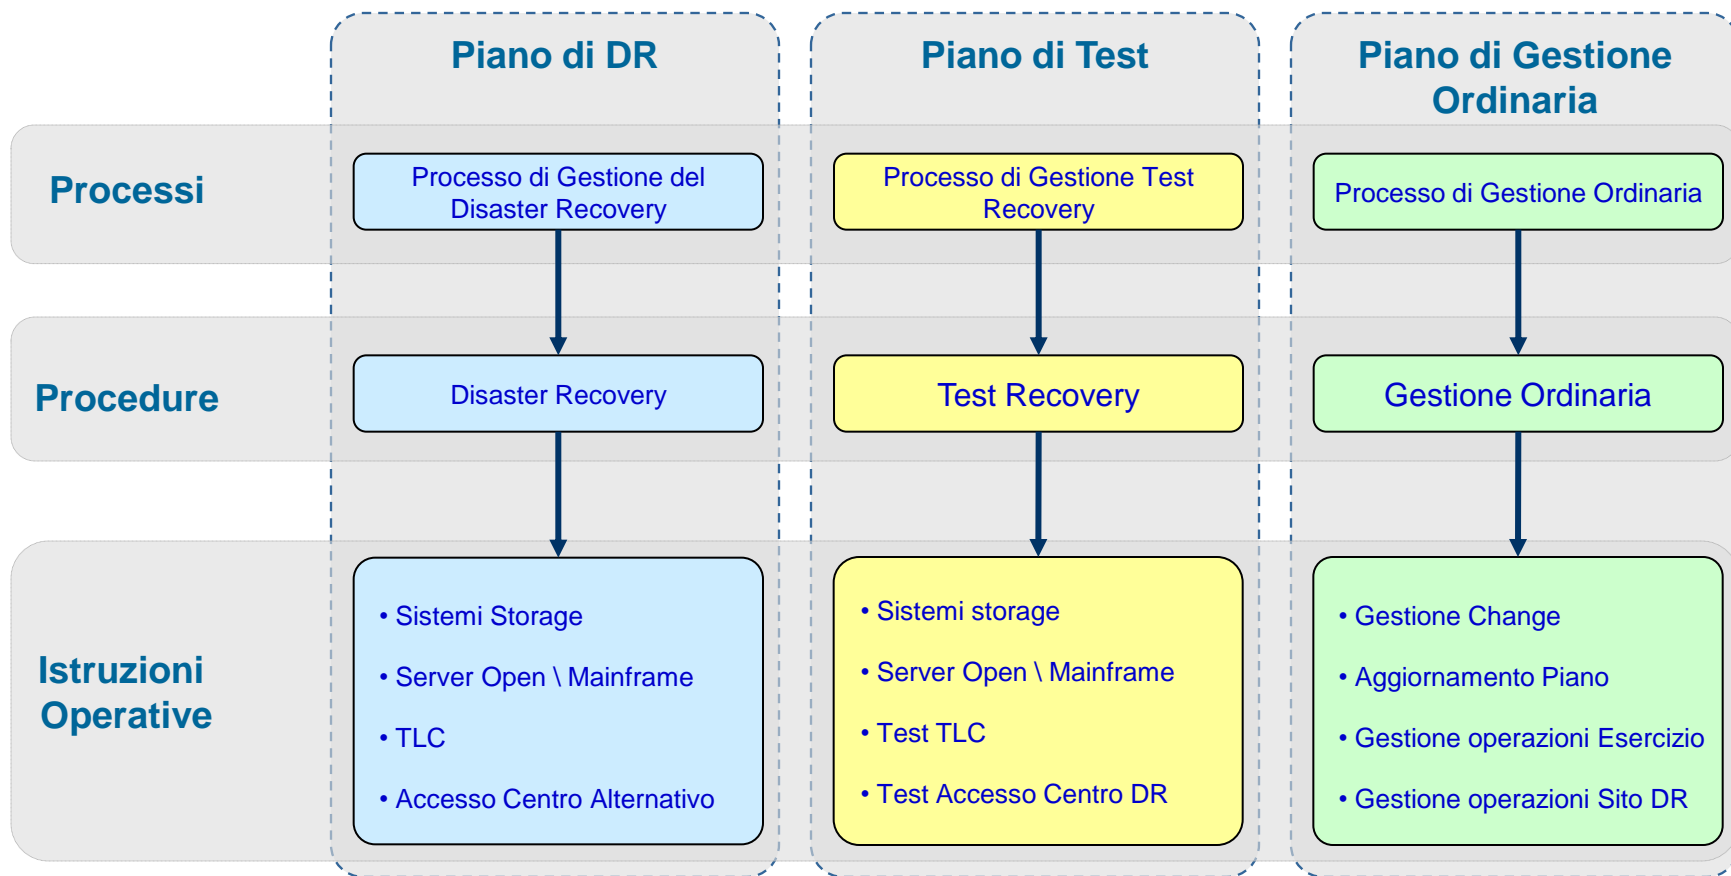 Piano di DR
Piano di Test
Piano di Gestione
Ordinaria
Processi
Processo di Gestione del
Disaster Recovery
Processo di Gestione Test
Recovery
Processo di Gestione Ordinaria
Procedure
Disaster Recovery
Test Recovery
Gestione Ordinaria
Istruzioni
Operative
• Sistemi Storage
• Server Open \ Mainframe
• TLC
• Accesso Centro Alternativo
• Sistemi storage
• Server Open \ Mainframe
• Test TLC
• Test Accesso Centro DR
• Gestione Change
• Aggiornamento Piano
• Gestione operazioni Esercizio
• Gestione operazioni Sito DR